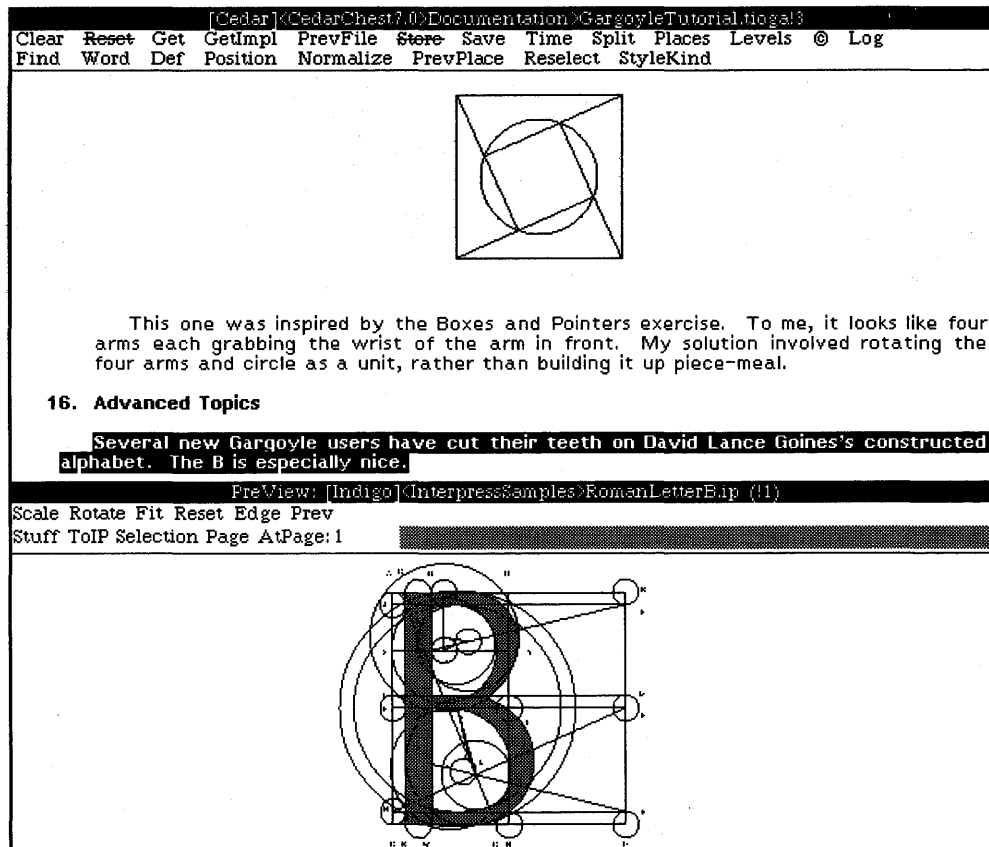 [Cedar]<CedarChest7.0>Documentation>GargoyleTutorial.tioga!3
Clear Reset Get GetImpl PrevFile Store Save Time Split Places Levels © Log
Find Word Def Position Normalize PrevPlace Reselect StyleKind
This one was inspired by the Boxes and Pointers exercise. To me, it looks like four
arms each grabbing the wrist of the arm in front. My solution involved rotating the
four arms and circle as a unit, rather than building it up piece-meal.
16. Advanced Topics
Several new Gargoyle users have cut their teeth on David Lance Goines's constructed
alphabet. The B is especially nice.
PreView: [Indigo]<InterpressSamples>RomanLetterB.ip (!1)
Scale Rotate Fit Reset Edge Prev
Stuff ToIP Selection Page AtPage: 1
B